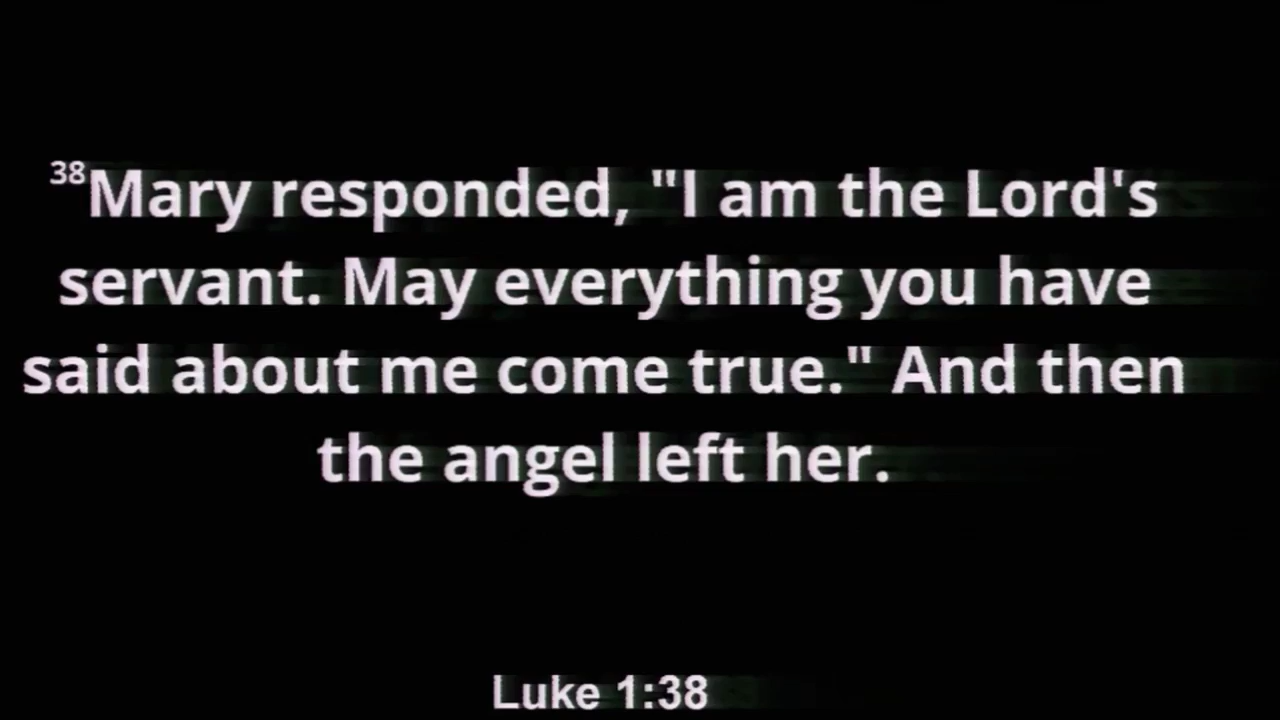 38Mary responded, "I am the Lord's
servant. May everything you have
said about me come true." And then
the angel left her.
Luke 1:38